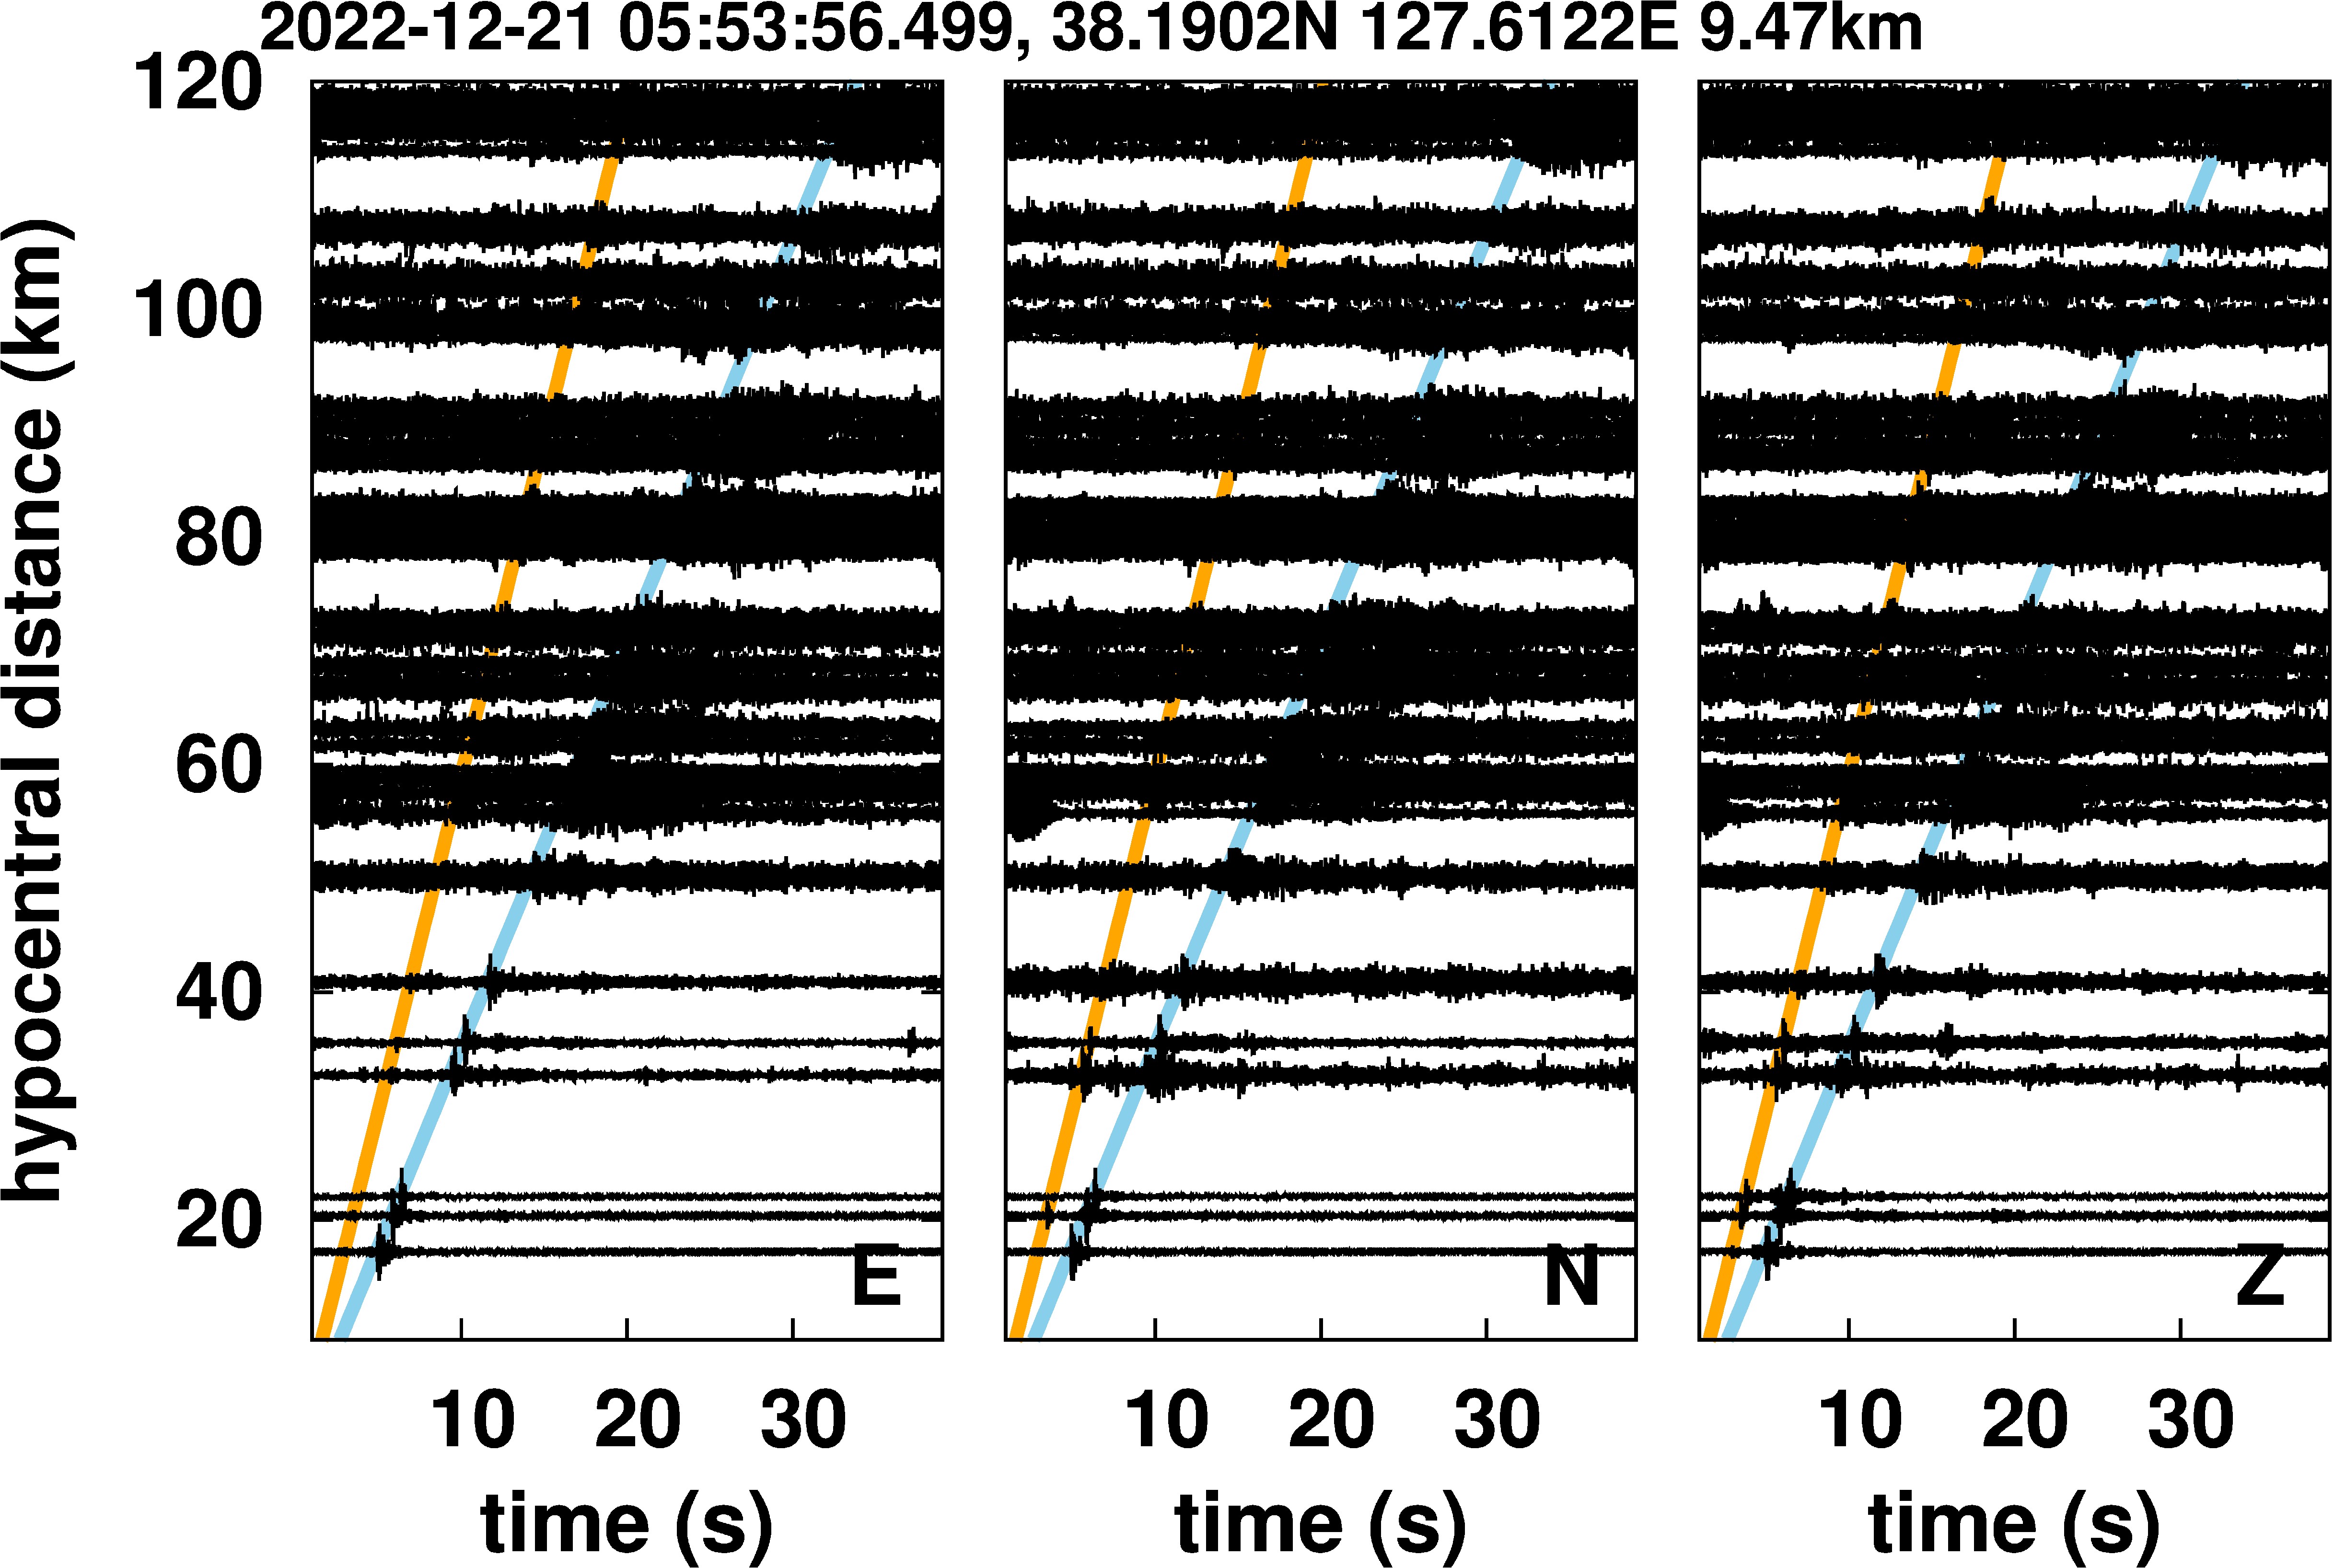 2022-12-21 05:53:56.499, 38.1902N 127.6122E 9.47km
hypocentral distance (km)
120
100
80
60
40
20
E
N
Z
10 20 30
10 20 30
10 20 30
time (s)
time (s)
time (s)